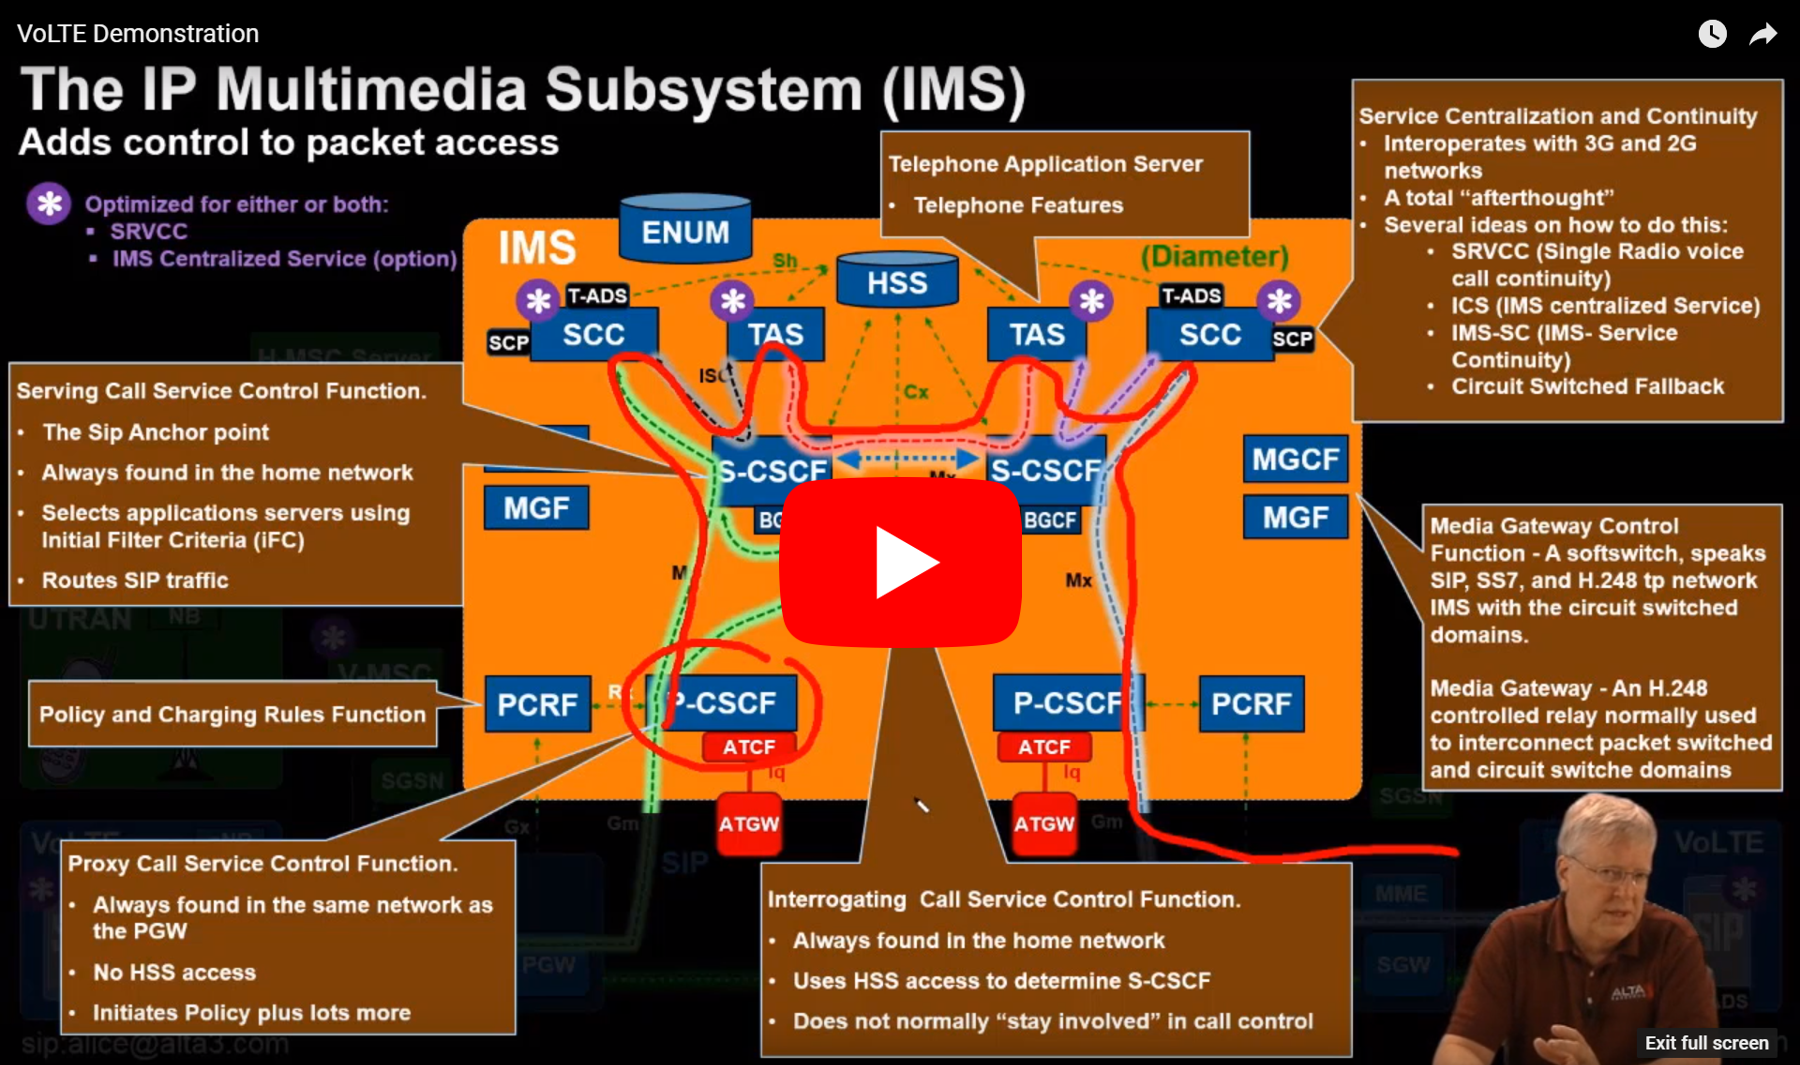 VoLTE Demonstration
The IP Multimedia Subsystem (IMS)
Adds control to packet access
Optimized for either or both:
▪ SRVCC
▪ IMS Centralized Service (option)
Telephone Application Server
• Telephone Features
Service Centralization and Continuity
• Interoperates with 3G and 2G
networks
• A total “afterthought”
• Several ideas on how to do this:
• SRVCC (Single Radio voice
call continuity)
• ICS (IMS centralized Service)
• IMS-SC (IMS- Service
Continuity)
• Circuit Switched Fallback
IMS
ENUM
Sh
HSS
(Diameter)
T-ADS
SCC
SCP
TAS
TAS
T-ADS
SCC
SCP
H-MSC Server
ISC
Cx
Serving Call Service Control Function.
• The Sip Anchor point
• Always found in the home network
• Selects applications servers using
Initial Filter Criteria (iFC)
• Routes SIP traffic
S-CSCF
Mx
S-CSCF
BGCF
MGF
MGCF
MGF
Mx
Media Gateway Control
Function - A softswitch, speaks
SIP, SS7, and H.248 tp network
IMS with the circuit switched
domains.
Media Gateway - An H.248
controlled relay normally used
to interconnect packet switched
and circuit switche domains
UTRAN
NB
V-MSC
Policy and Charging Rules Function
PCRF
P-CSCF
ATCF
Iq
ATGW
P-CSCF
ATCF
Iq
ATGW
PCRF
SGSN
SGSN
Gx
Gm
Gm
SIP
Proxy Call Service Control Function.
• Always found in the same network as
the PGW
• No HSS access
• Initiates Policy plus lots more
PGW
Interrogating Call Service Control Function.
• Always found in the home network
• Uses HSS access to determine S-CSCF
• Does not normally “stay involved” in call control
VoLTE
MME
SGW
SIP
ALTA3
sip:alice@alta3.com
Exit full screen